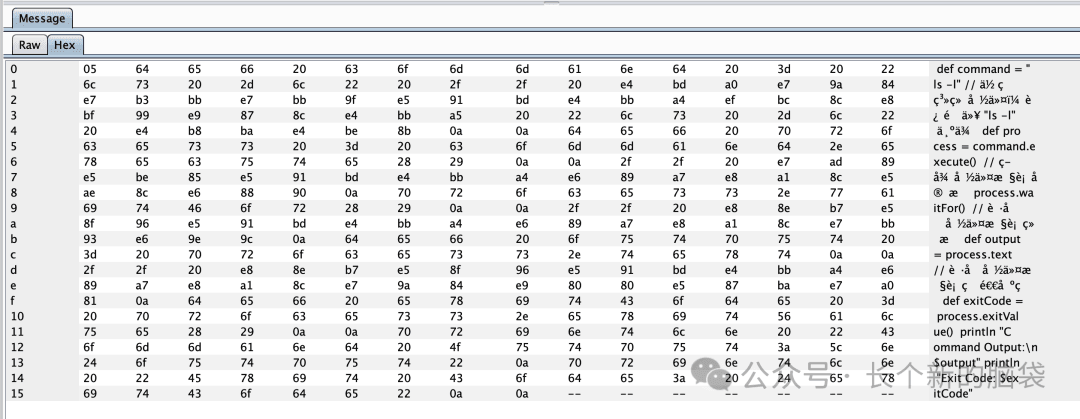 Message
Raw Hex
0 05 64 65 66 20 63 6f 6d 6d 61 6e 64 20 3d 20 22 def command = "
1 6c 73 20 2d 6c 22 20 2f 2f 20 e4 bd a0 e7 9a 84 ls -l" // ä½ ç
2 e7 b3 bb e7 bb 9f e5 91 bd e4 bb a4 ef bc 8c e8 ç³»ç» å ½ä»¤ï¼ è
3 bf 99 e9 87 8c e4 bb a5 20 22 6c 73 20 2d 6c 22 ¿ é ä»¥ "ls -l"
4 20 e4 b8 ba e4 be 8b 0a 0a 64 65 66 20 70 72 6f ä¸ºä¾ def pro
5 63 65 73 73 20 3d 20 63 6f 6d 6d 61 6e 64 2e 65 cess = command.e
6 78 65 63 75 74 65 28 29 0a 0a 2f 2f 20 e7 ad 89 xecute() // ç-
7 e5 be 85 e5 91 bd e4 bb a4 e6 89 a7 e8 a1 8c e5 å¾ å ½ä»¤æ §è¡ å
8 ae 8c e6 88 90 0a 70 72 6f 63 65 73 73 2e 77 61 ® æ process.wa
9 69 74 46 6f 72 28 29 0a 0a 2f 2f 20 e8 8e b7 e5 itFor() // è ·å
a 8f 96 e5 91 bd e4 bb a4 e6 89 a7 e8 a1 8c e7 bb å ½ä»¤æ §è¡ ç»
b 93 e6 9e 9c 0a 64 65 66 20 6f 75 74 70 75 74 20 æ def output
c 3d 20 70 72 6f 63 65 73 73 2e 74 65 78 74 0a 0a = process.text
d 2f 2f 20 e8 8e b7 e5 8f 96 e5 91 bd e4 bb a4 e6 // è ·å å ½ä»¤æ
e 89 a7 e8 a1 8c e7 9a 84 e9 80 80 e5 87 ba e7 a0 §è¡ ç é€€å ºç
f 81 0a 64 65 66 20 65 78 69 74 43 6f 64 65 20 3d def exitCode =
10 20 70 72 6f 63 65 73 73 2e 65 78 69 74 56 61 6c process.exitVal
11 75 65 28 29 0a 0a 70 72 69 6e 74 6c 6e 20 22 43 ue() println "C
12 6f 6d 6d 61 6e 64 20 4f 75 74 70 75 74 3a 5c 6e ommand Output:\n
13 24 6f 75 74 70 75 74 22 0a 70 72 69 6e 74 6c 6e $output" println
14 20 22 45 78 69 74 20 43 6f 64 65 3a 20 24 65 78 "Exit Code: $ex
15 69 74 43 6f 64 65 22 0a 0a -- -- -- -- -- -- -- itCode"
公众号 · 长个新的脑袋